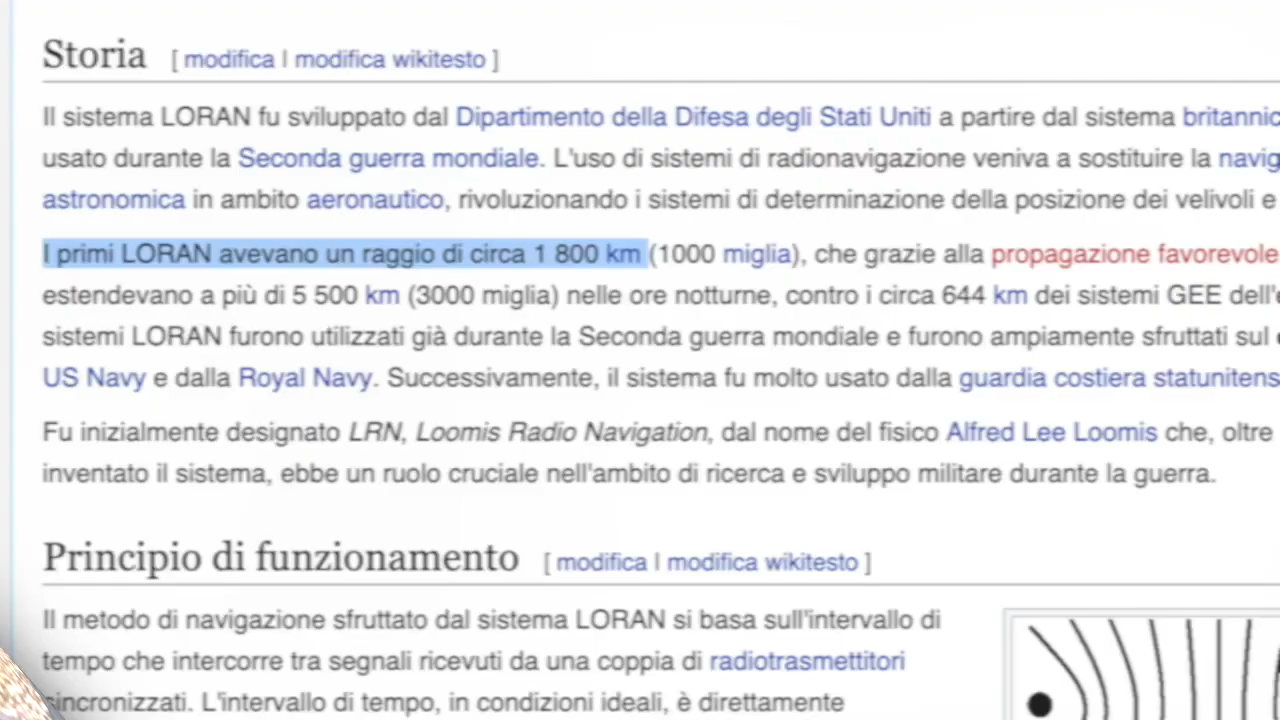 Storia [ modifica | modifica wikitesto ]
Il sistema LORAN fu sviluppato dal Dipartimento della Difesa degli Stati Uniti a partire dal sistema
usato durante la Seconda guerra mondiale. L'uso di sistemi di radionavigazione veniva a sostituire la
astronomica in ambito aeronautico, rivoluzionando i sistemi di determinazione della posizione dei velivoli e
I primi LORAN avevano un raggio di circa 1 800 km (1000 miglia), che grazie alla propagazione favorevole
estendevano a più di 5 500 km (3000 miglia) nelle ore notturne, contro i circa 644 km dei sistemi GEE
sistemi LORAN furono utilizzati già durante la Seconda guerra mondiale e furono ampiamente sfruttati sul
US Navy e dalla Royal Navy. Successivamente, il sistema fu molto usato dalla guardia costiera
Fu inizialmente designato LRN, Loomis Radio Navigation, dal nome del fisico Alfred Lee Loomis che, oltre
inventato il sistema, ebbe un ruolo cruciale nell'ambito di ricerca e sviluppo militare durante la guerra.
Principio di funzionamento [ modifica | modifica wikitesto ]
Il metodo di navigazione sfruttato dal sistema LORAN si basa sull'intervallo di
tempo che intercorre tra segnali ricevuti da una coppia di radiotrasmettitori
sincronizzati. L'intervallo di tempo, in condizioni ideali, è direttamente